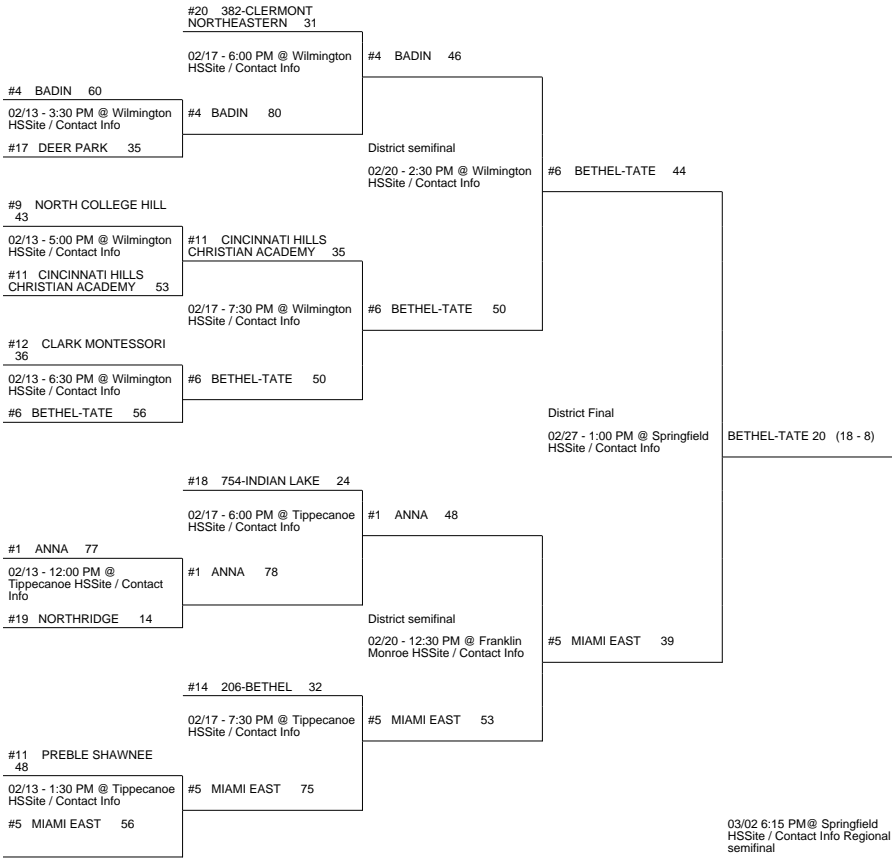 #20 382-CLERMONT
NORTHEASTERN 31
02/17 - 6:00 PM @ Wilmington
HSSite / Contact Info
#4 BADIN 46
#4 BADIN 60
02/13 - 3:30 PM @ Wilmington
HSSite / Contact Info
#4 BADIN 80
#17 DEER PARK 35
District semifinal
02/20 - 2:30 PM @ Wilmington
HSSite / Contact Info
#6 BETHEL-TATE 44
#9 NORTH COLLEGE HILL
43
02/13 - 5:00 PM @ Wilmington
HSSite / Contact Info
#11 CINCINNATI HILLS
CHRISTIAN ACADEMY 35
#11 CINCINNATI HILLS
CHRISTIAN ACADEMY 53
02/17 - 7:30 PM @ Wilmington
HSSite / Contact Info
#6 BETHEL-TATE 50
#12 CLARK MONTESSORI
36
02/13 - 6:30 PM @ Wilmington
HSSite / Contact Info
#6 BETHEL-TATE 50
#6 BETHEL-TATE 56
District Final
02/27 - 1:00 PM @ Springfield
HSSite / Contact Info
BETHEL-TATE 20 (18 - 8)
#18 754-INDIAN LAKE 24
02/17 - 6:00 PM @ Tippecanoe
HSSite / Contact Info
#1 ANNA 48
#1 ANNA 77
02/13 - 12:00 PM @
Tippecanoe HSSite / Contact
Info
#1 ANNA 78
#19 NORTHRIDGE 14
District semifinal
02/20 - 12:30 PM @ Franklin
Monroe HSSite / Contact Info
#5 MIAMI EAST 39
#14 206-BETHEL 32
02/17 - 7:30 PM @ Tippecanoe
HSSite / Contact Info
#5 MIAMI EAST 53
#11 PREBLE SHAWNEE
48
02/13 - 1:30 PM @ Tippecanoe
HSSite / Contact Info
#5 MIAMI EAST 75
#5 MIAMI EAST 56
03/02 6:15 PM@ Springfield
HSSite / Contact Info Regional
semifinal